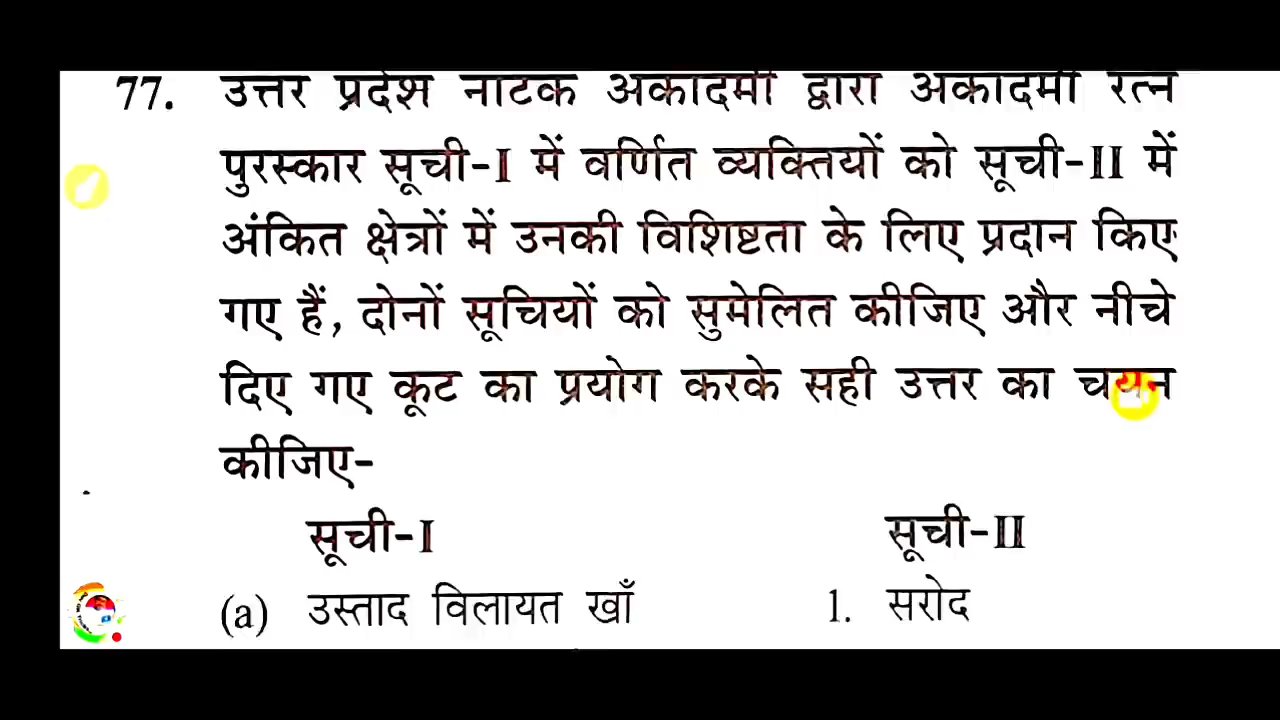 77. उत्तर प्रदेश नाटक अकादमी द्वारा अकादमी रत्न
पुरस्कार सूची-I में वर्णित व्यक्तियों को सूची-II में
अंकित क्षेत्रों में उनकी विशिष्टता के लिए प्रदान किए
गए हैं, दोनों सूचियों को सुमेलित कीजिए और नीचे
दिए गए कूट का प्रयोग करके सही उत्तर का चयन
कीजिए-
सूची-I सूची-II
(a) उस्ताद विलायत खाँ 1. सरोद